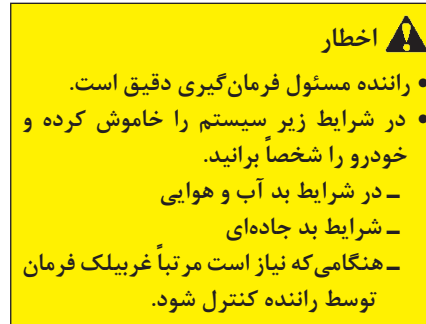 اخطار
• راننده مسئول فرمان‌گیری دقیق است.
• در شرایط زیر سیستم را خاموش کرده و
خودرو را شخصاً برانید.
ـ در شرایط بد آب و هوایی
ـ شرایط بد جاده‌ای
ـ هنگامی‌که نیاز است مرتباً غربیلک فرمان
توسط راننده کنترل شود.